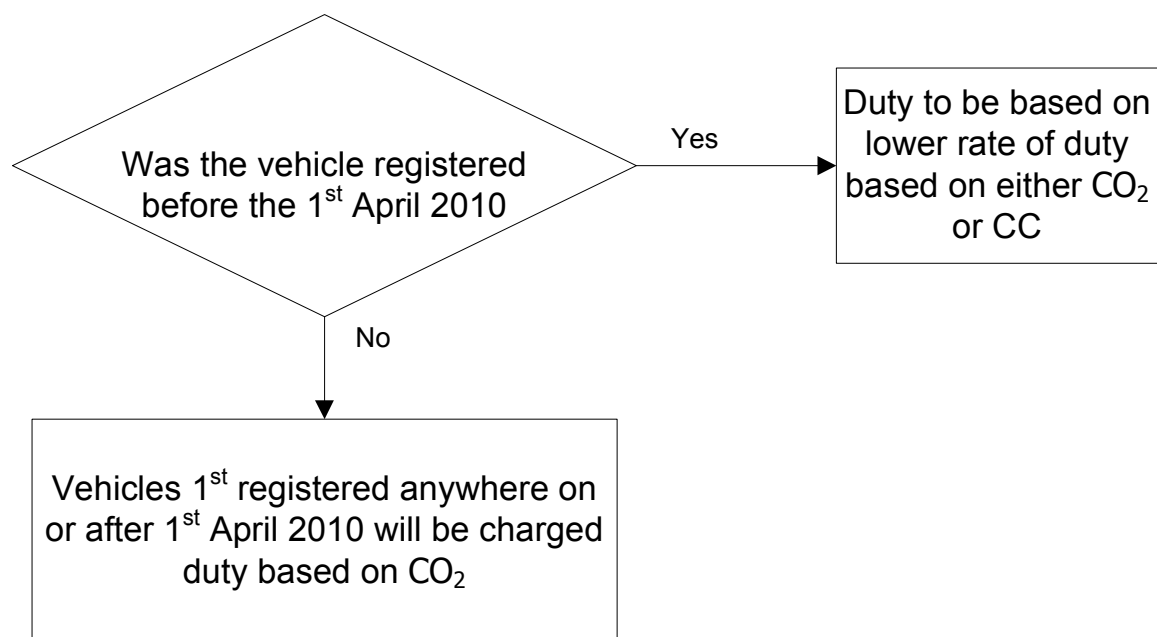 Was the vehicle registered
before the 1st April 2010
Yes
Duty to be based on
lower rate of duty
based on either CO₂
or CC
No
Vehicles 1st registered anywhere on
or after 1st April 2010 will be charged
duty based on CO₂